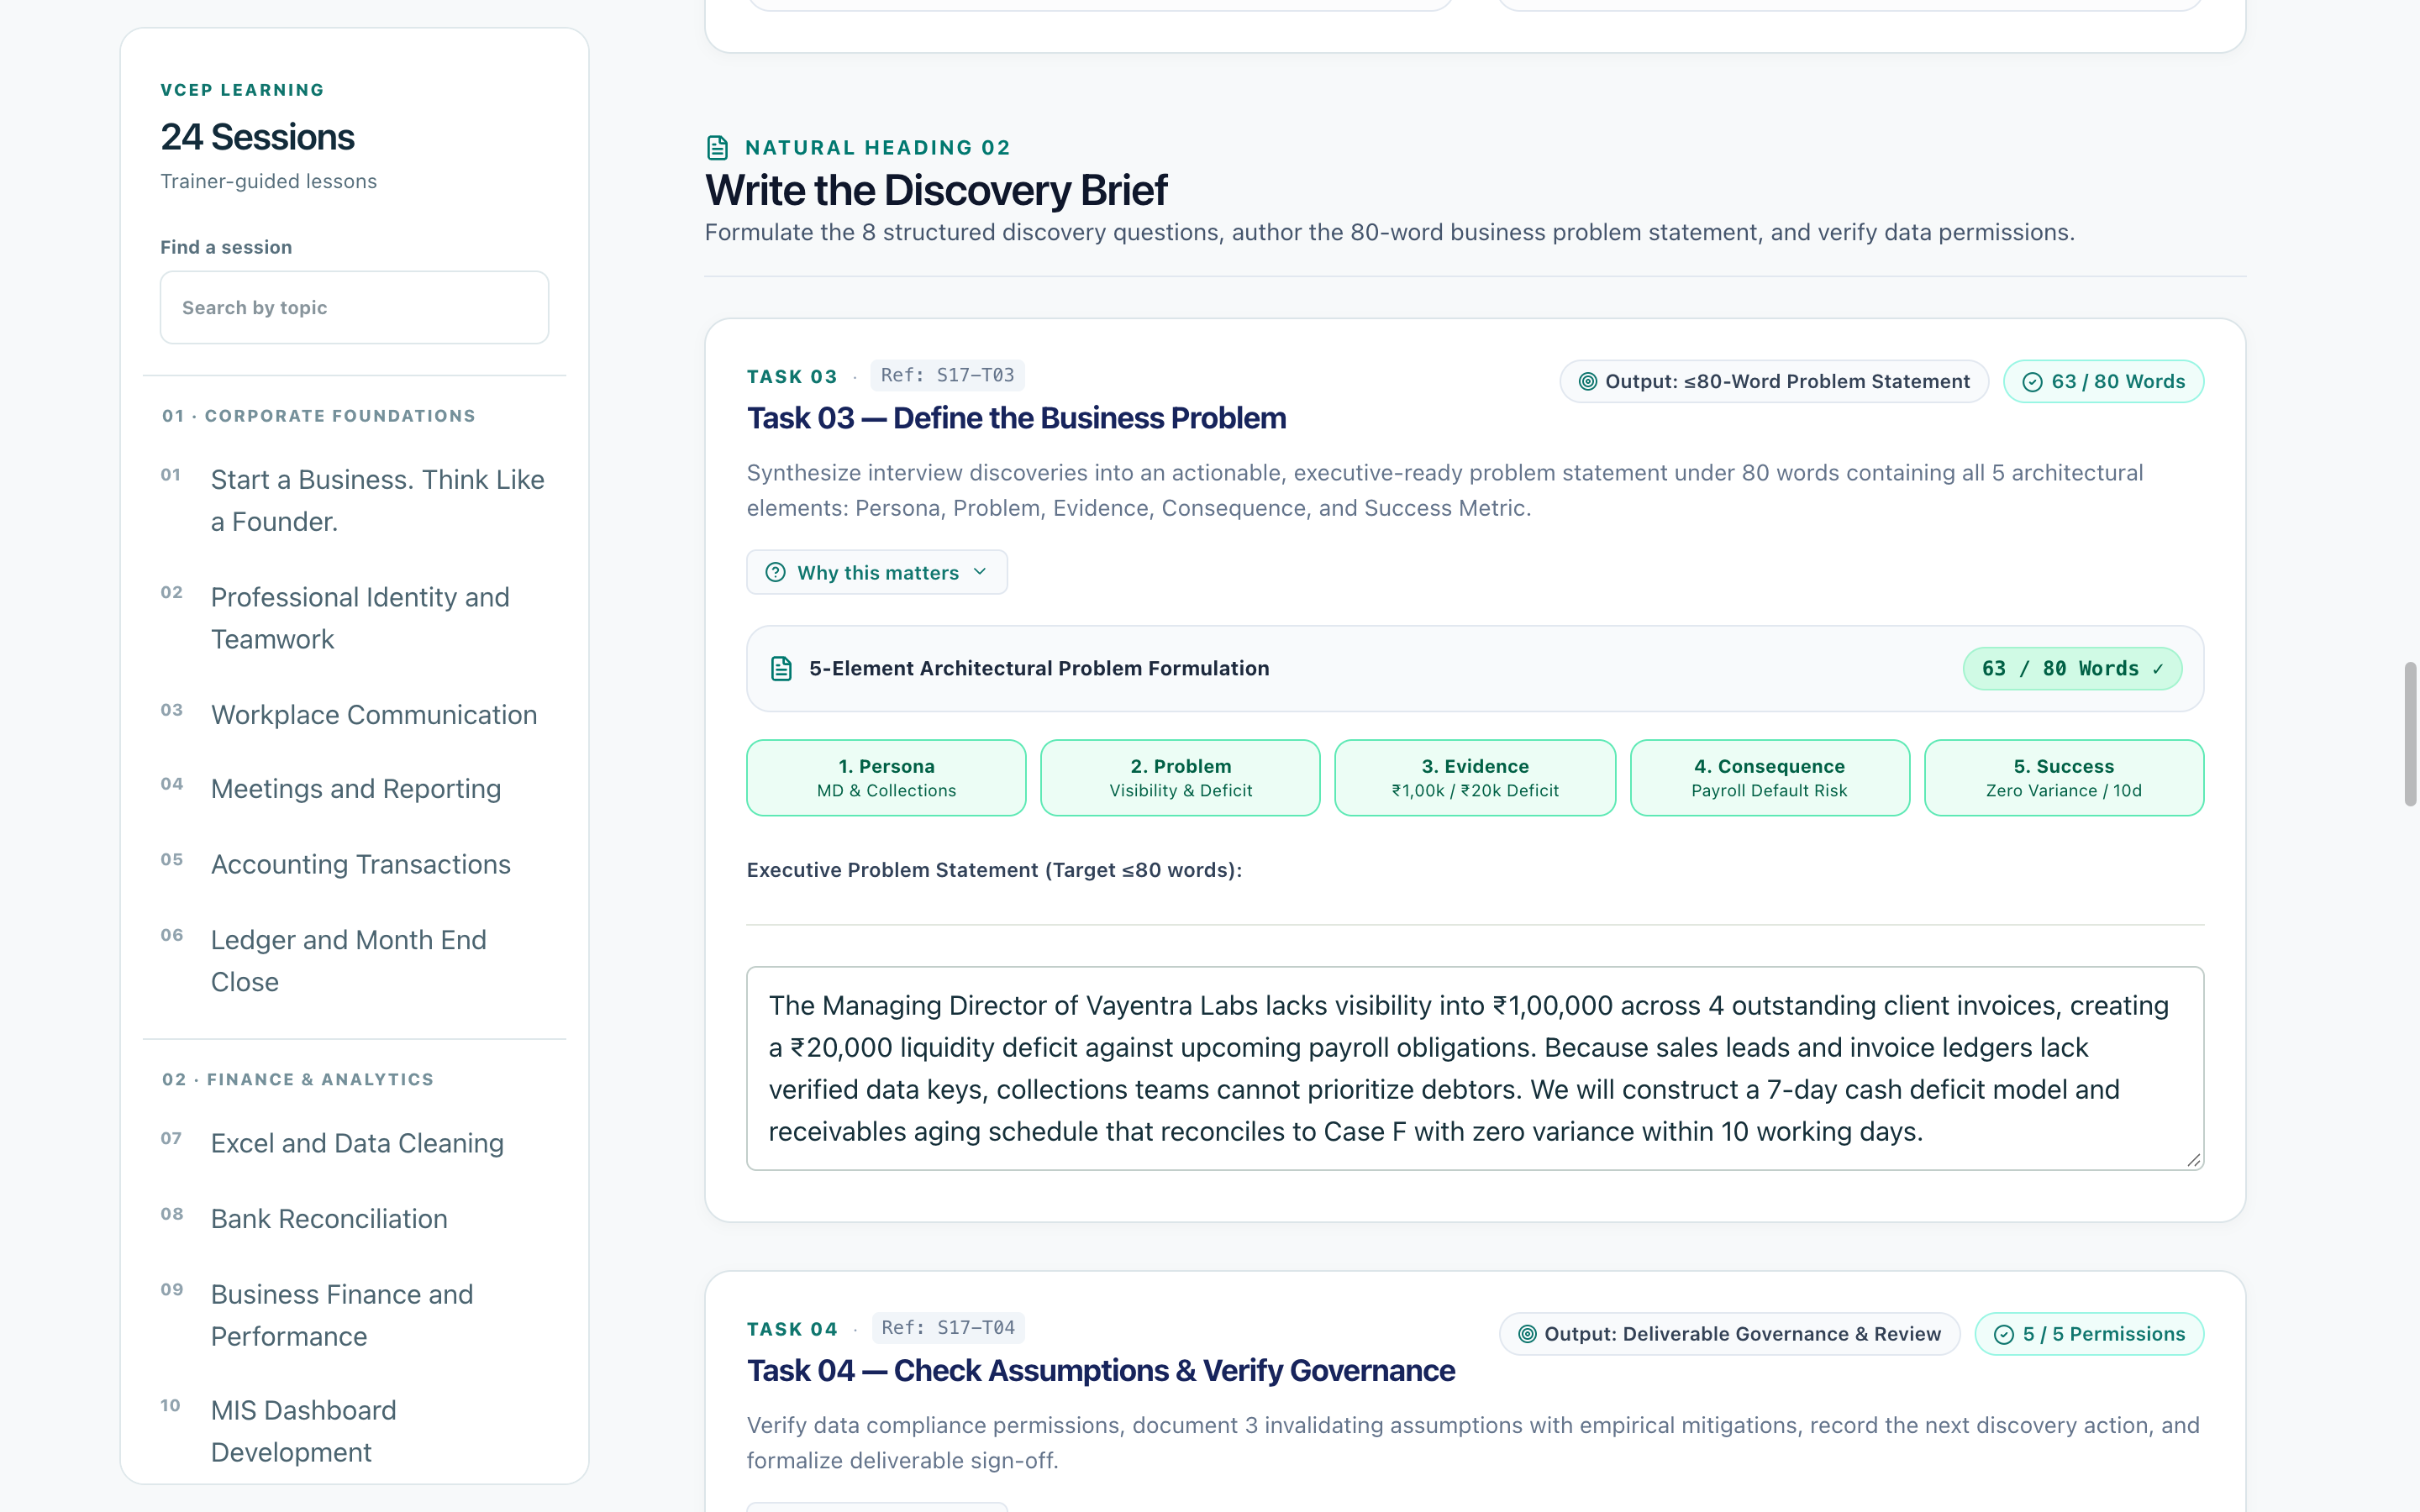 VCEP LEARNING
24 Sessions
Trainer-guided lessons
Find a session
Search by topic
01 · CORPORATE FOUNDATIONS
01 Start a Business. Think Like
a Founder.
02 Professional Identity and
Teamwork
03 Workplace Communication
04 Meetings and Reporting
05 Accounting Transactions
06 Ledger and Month End
Close
02 · FINANCE & ANALYTICS
07 Excel and Data Cleaning
08 Bank Reconciliation
09 Business Finance and
Performance
10 MIS Dashboard
Development
NATURAL HEADING 02
Write the Discovery Brief
Formulate the 8 structured discovery questions, author the 80-word business problem statement, and verify data permissions.
TASK 03 · Ref: S17-T03
Output: ≤80-Word Problem Statement
63 / 80 Words
Task 03 — Define the Business Problem
Synthesize interview discoveries into an actionable, executive-ready problem statement under 80 words containing all 5 architectural
elements: Persona, Problem, Evidence, Consequence, and Success Metric.
Why this matters
5-Element Architectural Problem Formulation
63 / 80 Words ✓
1. Persona
MD & Collections
2. Problem
Visibility & Deficit
3. Evidence
₹1,00k / ₹20k Deficit
4. Consequence
Payroll Default Risk
5. Success
Zero Variance / 10d
Executive Problem Statement (Target ≤80 words):
The Managing Director of Vayentra Labs lacks visibility into ₹1,00,000 across 4 outstanding client invoices, creating
a ₹20,000 liquidity deficit against upcoming payroll obligations. Because sales leads and invoice ledgers lack
verified data keys, collections teams cannot prioritize debtors. We will construct a 7-day cash deficit model and
receivables aging schedule that reconciles to Case F with zero variance within 10 working days.
TASK 04 · Ref: S17-T04
Output: Deliverable Governance & Review
5 / 5 Permissions
Task 04 — Check Assumptions & Verify Governance
Verify data compliance permissions, document 3 invalidating assumptions with empirical mitigations, record the next discovery action, and
formalize deliverable sign-off.